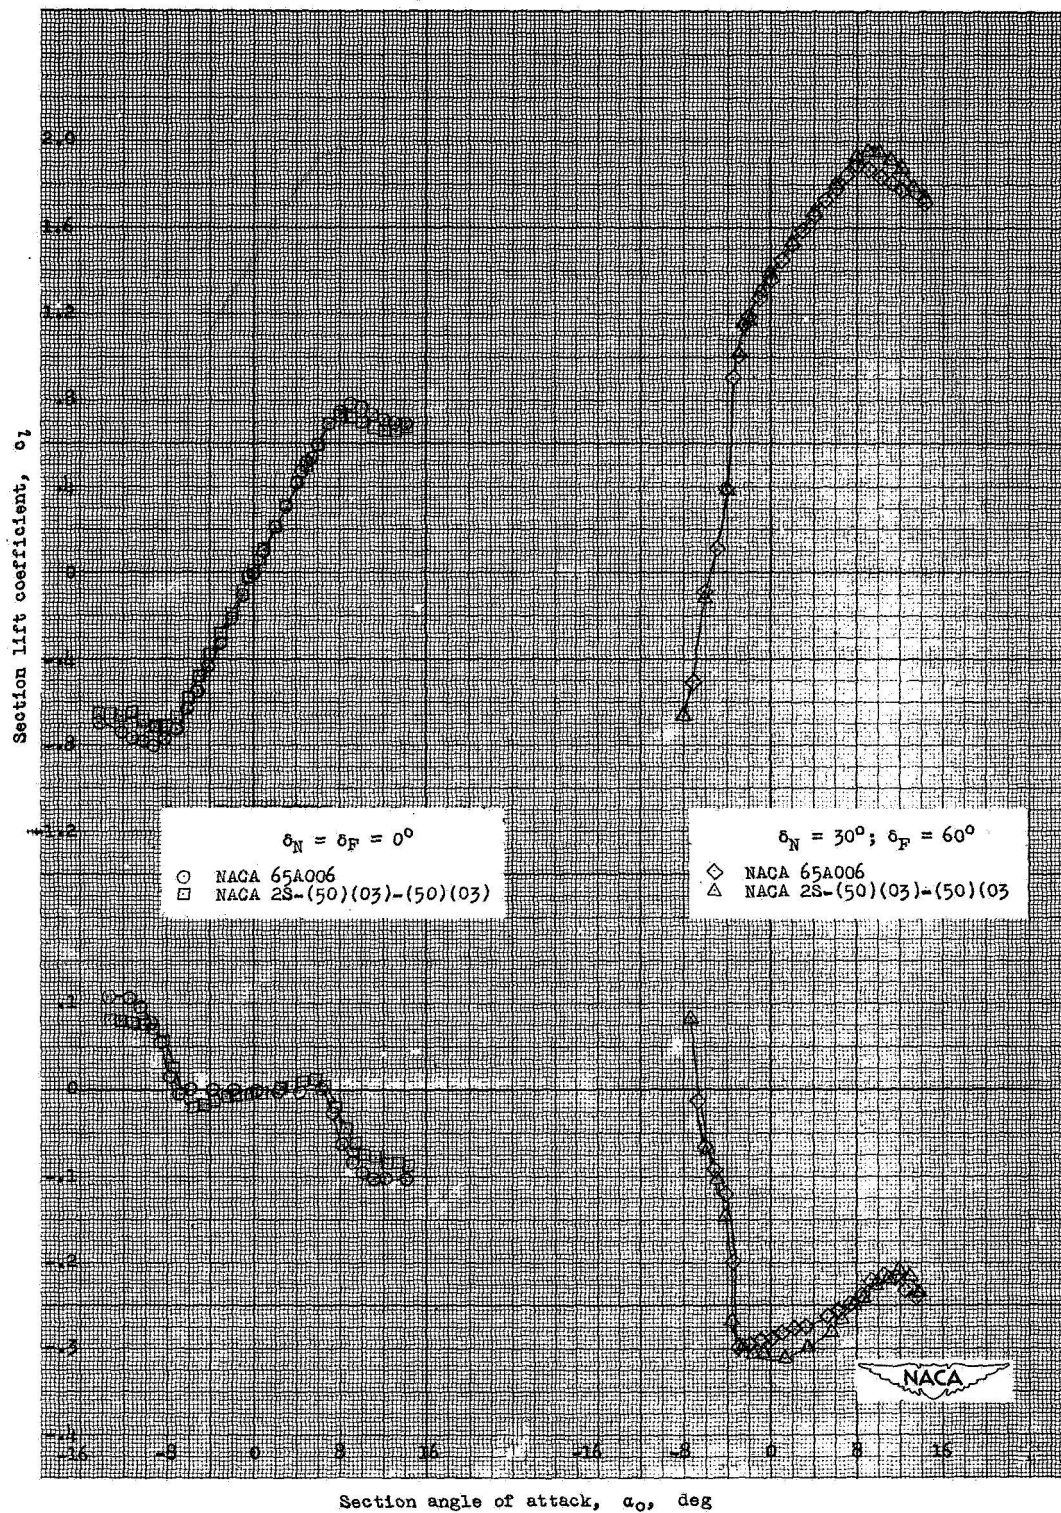 Section lift coefficient, cl
2.0
1.6
1.2
.8
.4
0
-.4
-.8
-1.2
δN = δF = 0°
NACA 65A006
NACA 2S-(50)(03)-(50)(03)
δN = 30°; δF = 60°
NACA 65A006
NACA 2S-(50)(03)-(50)(03
.1
0
-.1
-.2
-.3
-.4
NACA
-16 -8 0 8 16 -8 0 8 16
Section angle of attack, αo, deg